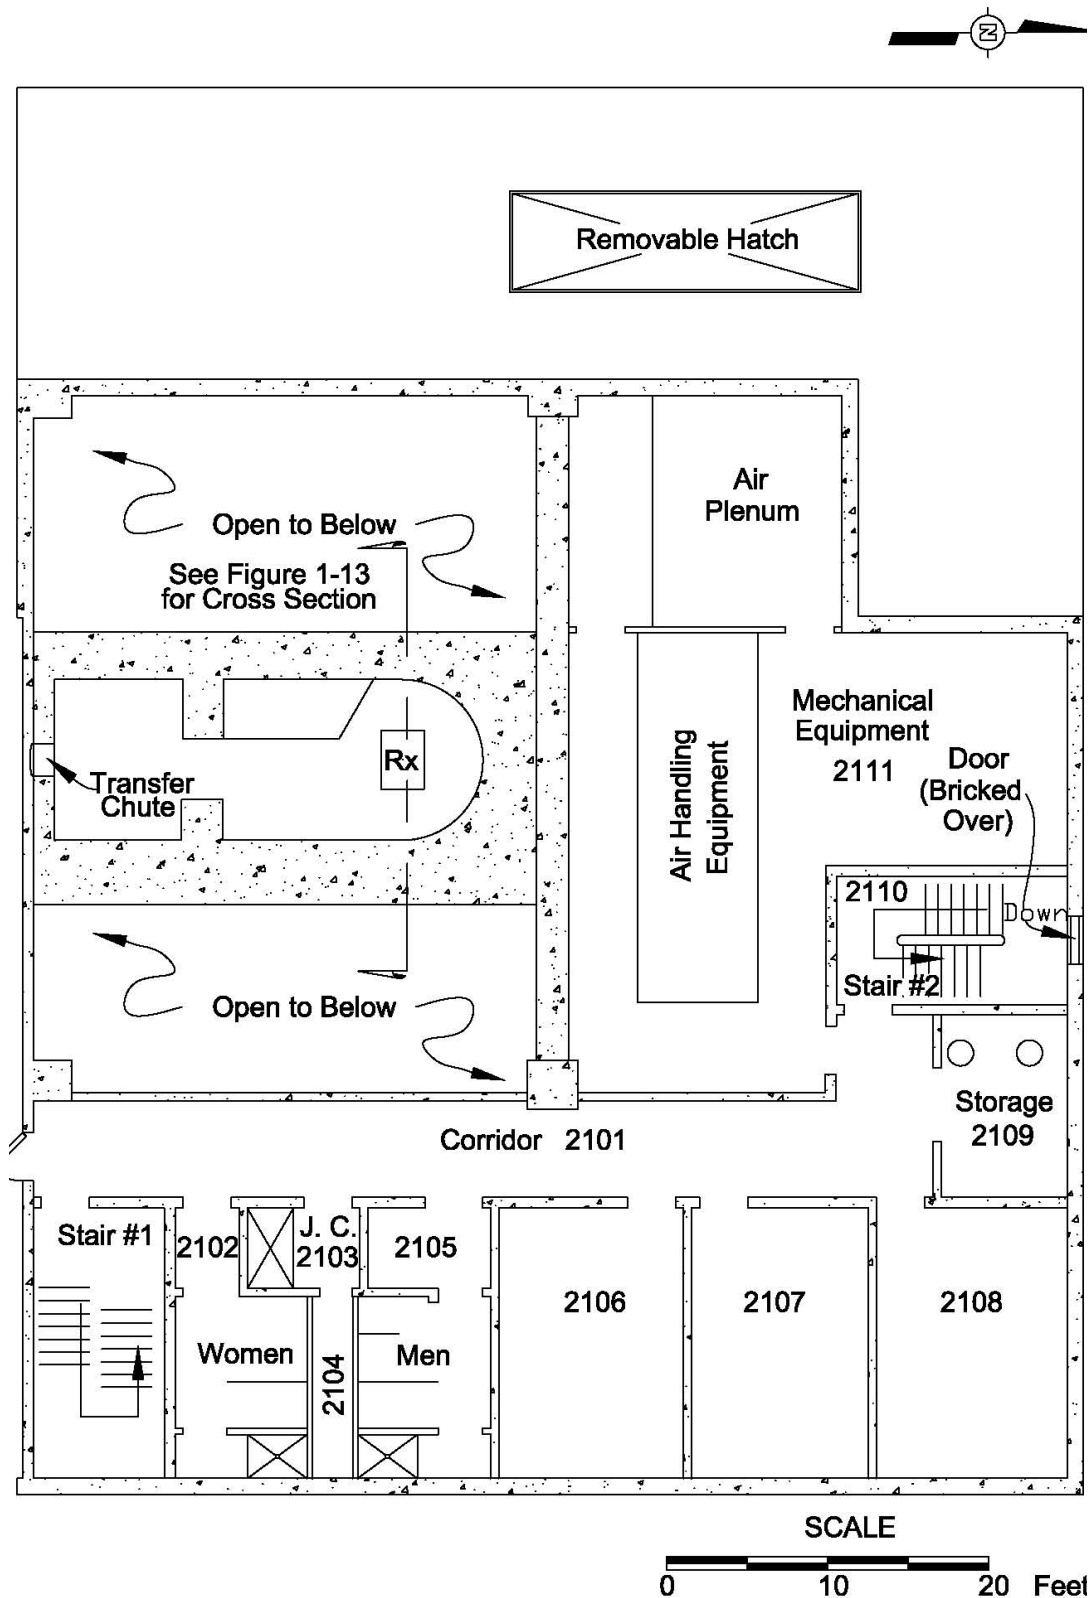 N
Removable Hatch
Air
Plenum
Open to Below
See Figure 1-13
for Cross Section
Mechanical
Equipment
2111
Door
(Bricked
Over)
Rx
Transfer
Chute
Air Handling
Equipment
2110
Down
Stair #2
Open to Below
Storage
2109
Corridor 2101
Stair #1
2102
J. C.
2103
2105
2106
2107
2108
Women
2104
Men
SCALE
0 10 20 Feet